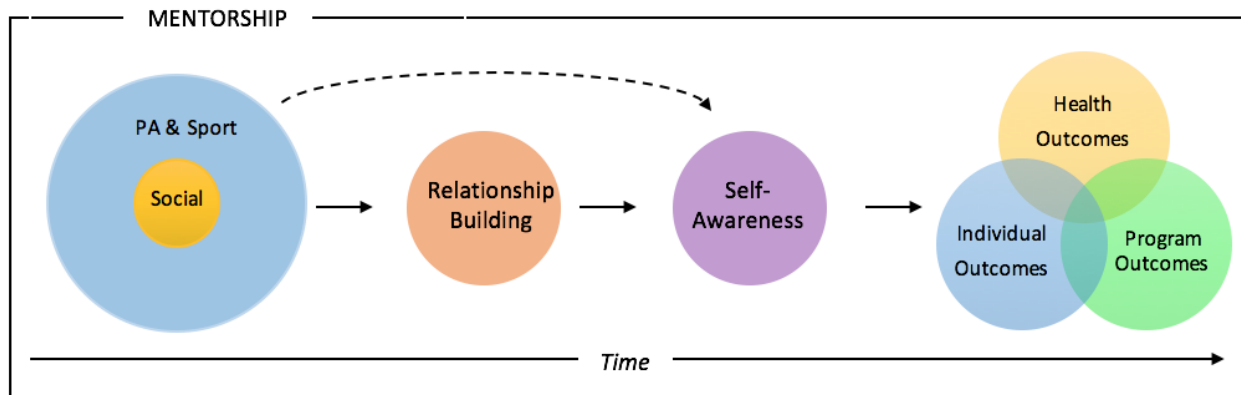 MENTORSHIP
PA & Sport
Social
Relationship
Building
Self-
Awareness
Health
Outcomes
Individual
Outcomes
Program
Outcomes
Time